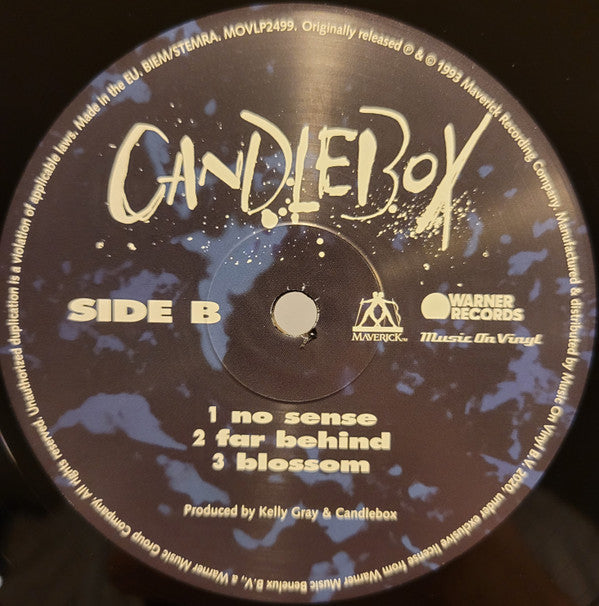 Unauthorized duplication is a violation of applicable laws. Made in the EU. BIEM/STEMRA. MOVLP2499. Originally released ℗ & © 1993 Maverick Recording Company. Manufactured & distributed by Music On Vinyl B.V. 2020, under exclusive license from Warner Music Benelux B.V., a Warner Music Group Company. All rights reserved.
CANDLEBOX
SIDE B
MAVERICK™
WARNER
RECORDS
Music On Vinyl
1 no sense
2 far behind
3 blossom
Produced by Kelly Gray & Candlebox